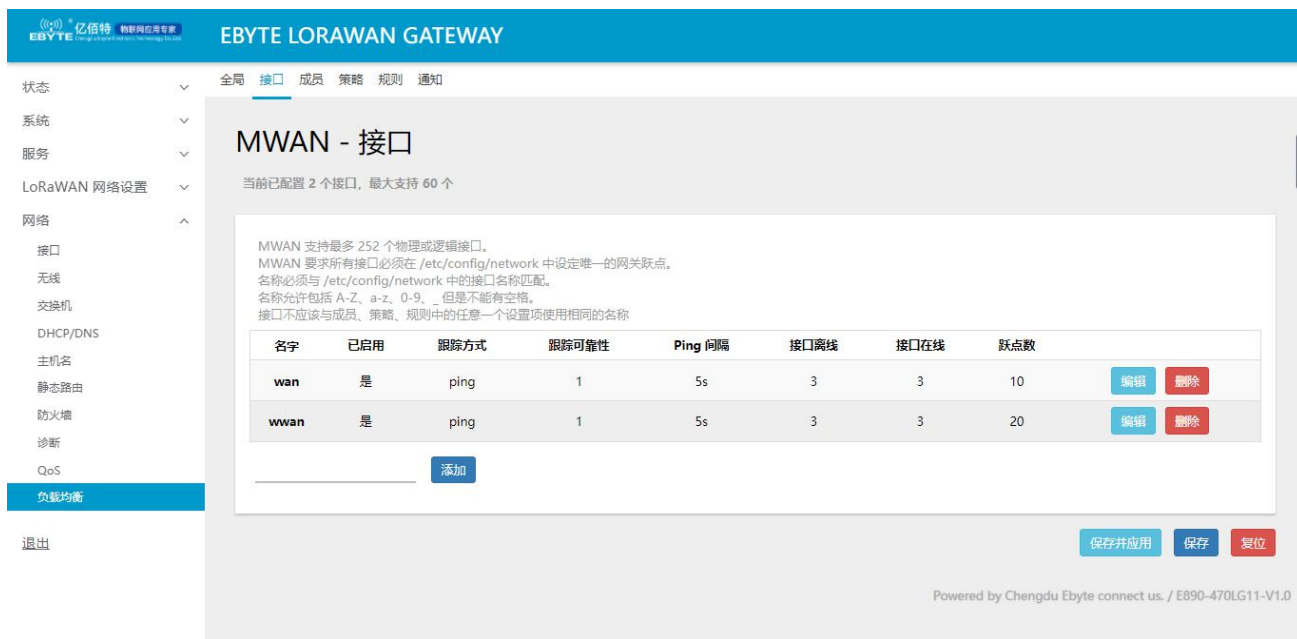 EBYTE 亿佰特 物联网应用专家
EBYTE LORAWAN GATEWAY
全局 接口 成员 策略 规则 通知
状态
系统
服务
LoRaWAN 网络设置
网络
接口
无线
交换机
DHCP/DNS
主机名
静态路由
防火墙
诊断
QoS
负载均衡
退出
MWAN - 接口
当前已配置 2 个接口, 最大支持 60 个
MWAN 支持最多 252 个物理或逻辑接口。
MWAN 要求所有接口必须在 /etc/config/network 中设定唯一的网关跃点。
名称必须与 /etc/config/network 中的接口名称匹配。
名称允许包括 A-Z、a-z、0-9、_ 但是不能有空格。
接口不应该与成员、策略、规则中的任意一个设置项使用相同的名称
名字 已启用 跟踪方式 跟踪可靠性 Ping 间隔 接口离线 接口在线 跃点数
wan 是 ping 1 5s 3 3 10 编辑 删除
wwan 是 ping 1 5s 3 3 20 编辑 删除
添加
保存并应用 保存 复位
Powered by Chengdu Ebyte connect us. / E890-470LG11-V1.0